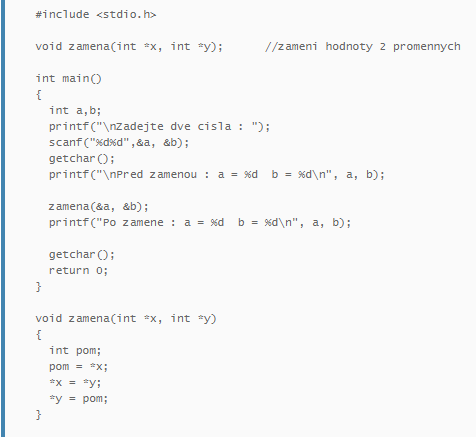 #include <stdio.h>
void zamena(int *x, int *y);      //zameni hodnoty 2 promennych
int main()
{
  int a,b;
  printf("\nZadejte dve cisla : ");
  scanf("%d%d",&a, &b);
  getchar();
  printf("\nPred zamenou : a = %d  b = %d\n", a, b);
  zamena(&a, &b);
  printf("Po zamene : a = %d  b = %d\n", a, b);
  getchar();
  return 0;
}
void zamena(int *x, int *y)
{
  int pom;
  pom = *x;
  *x = *y;
  *y = pom;
}